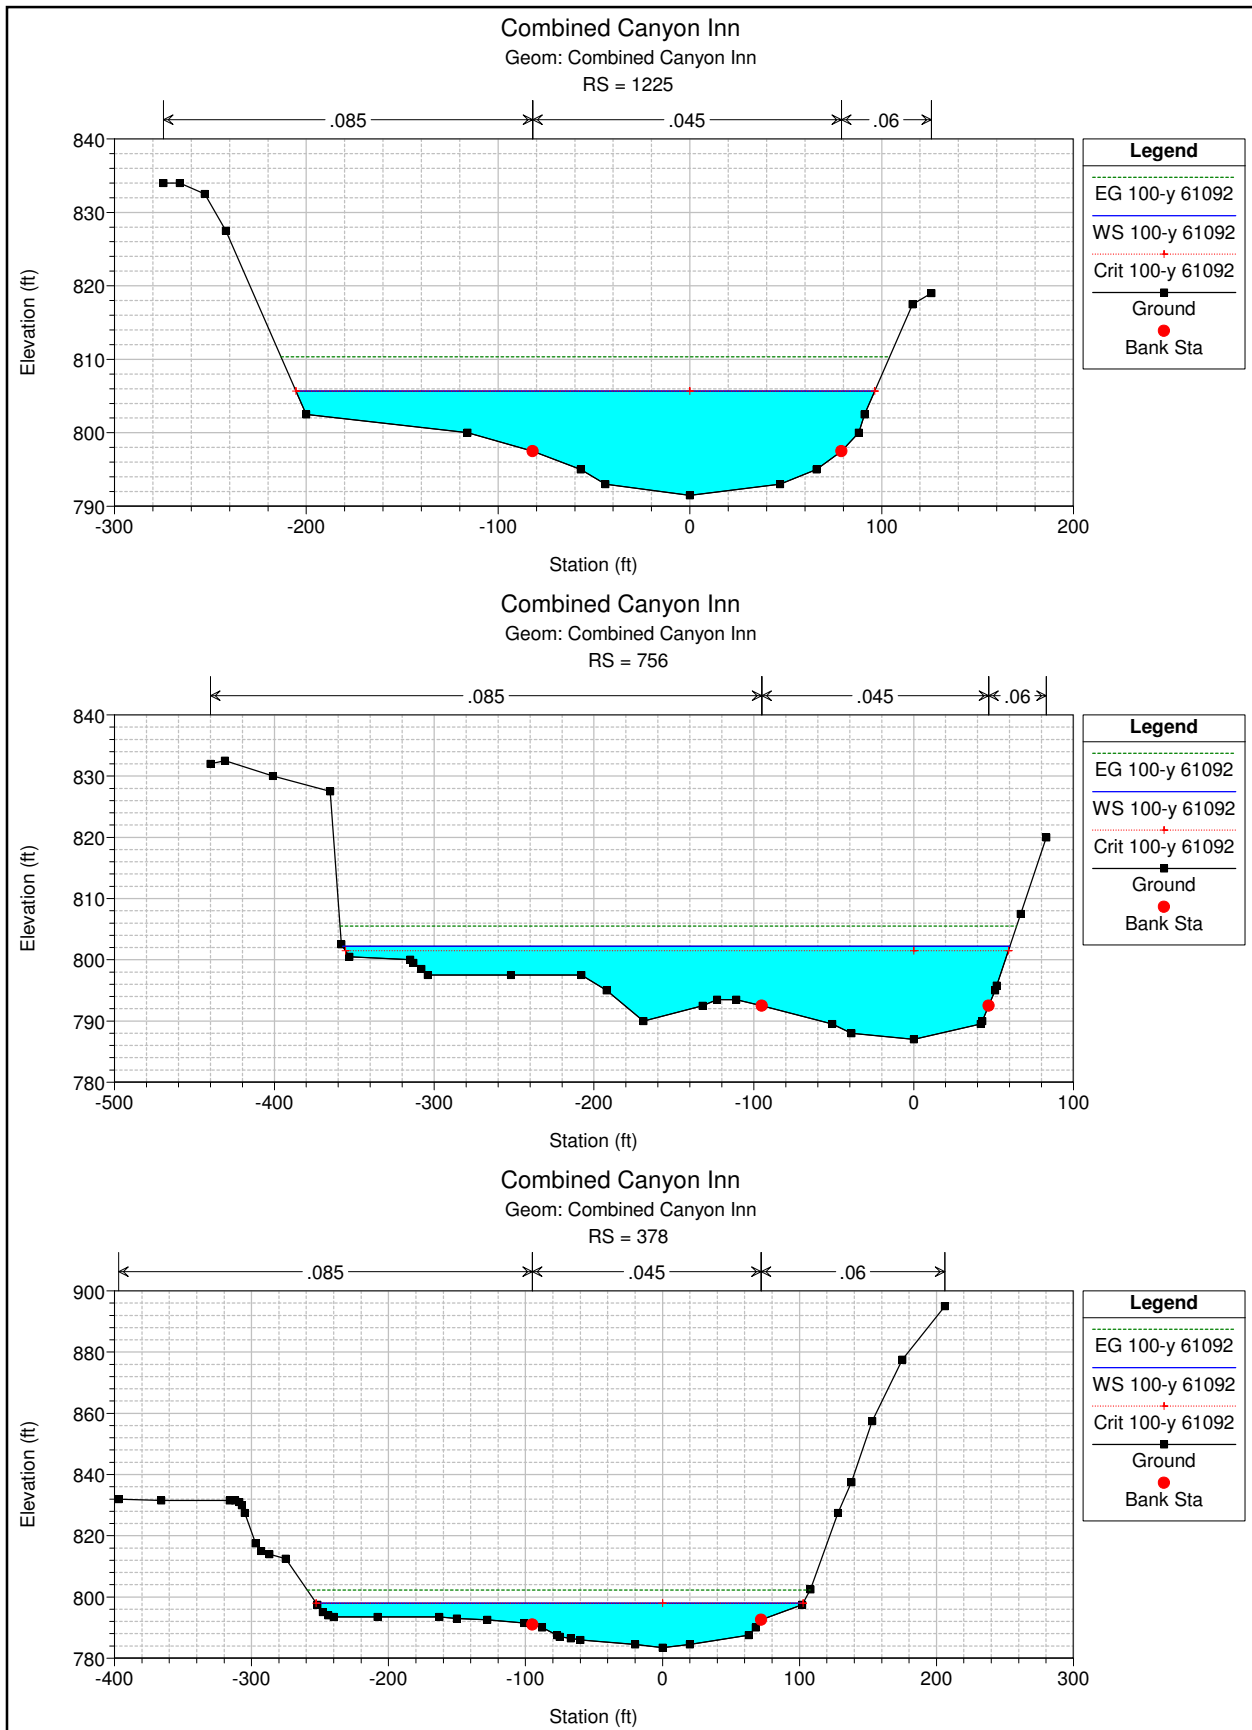 Combined Canyon Inn
Geom: Combined Canyon Inn
RS = 1225
.085 .045 .06
840
830
820
810
800
790
Elevation (ft)
-300 -200 -100 0 100 200
Station (ft)
Legend
EG 100-y 61092
WS 100-y 61092
Crit 100-y 61092
Ground
Bank Sta
Combined Canyon Inn
Geom: Combined Canyon Inn
RS = 756
.085 .045 .06
840
830
820
810
800
790
780
Elevation (ft)
-500 -400 -300 -200 -100 0 100
Station (ft)
Legend
EG 100-y 61092
WS 100-y 61092
Crit 100-y 61092
Ground
Bank Sta
Combined Canyon Inn
Geom: Combined Canyon Inn
RS = 378
.085 .045 .06
900
880
860
840
820
800
780
Elevation (ft)
-400 -300 -200 -100 0 100 200 300
Station (ft)
Legend
EG 100-y 61092
WS 100-y 61092
Crit 100-y 61092
Ground
Bank Sta